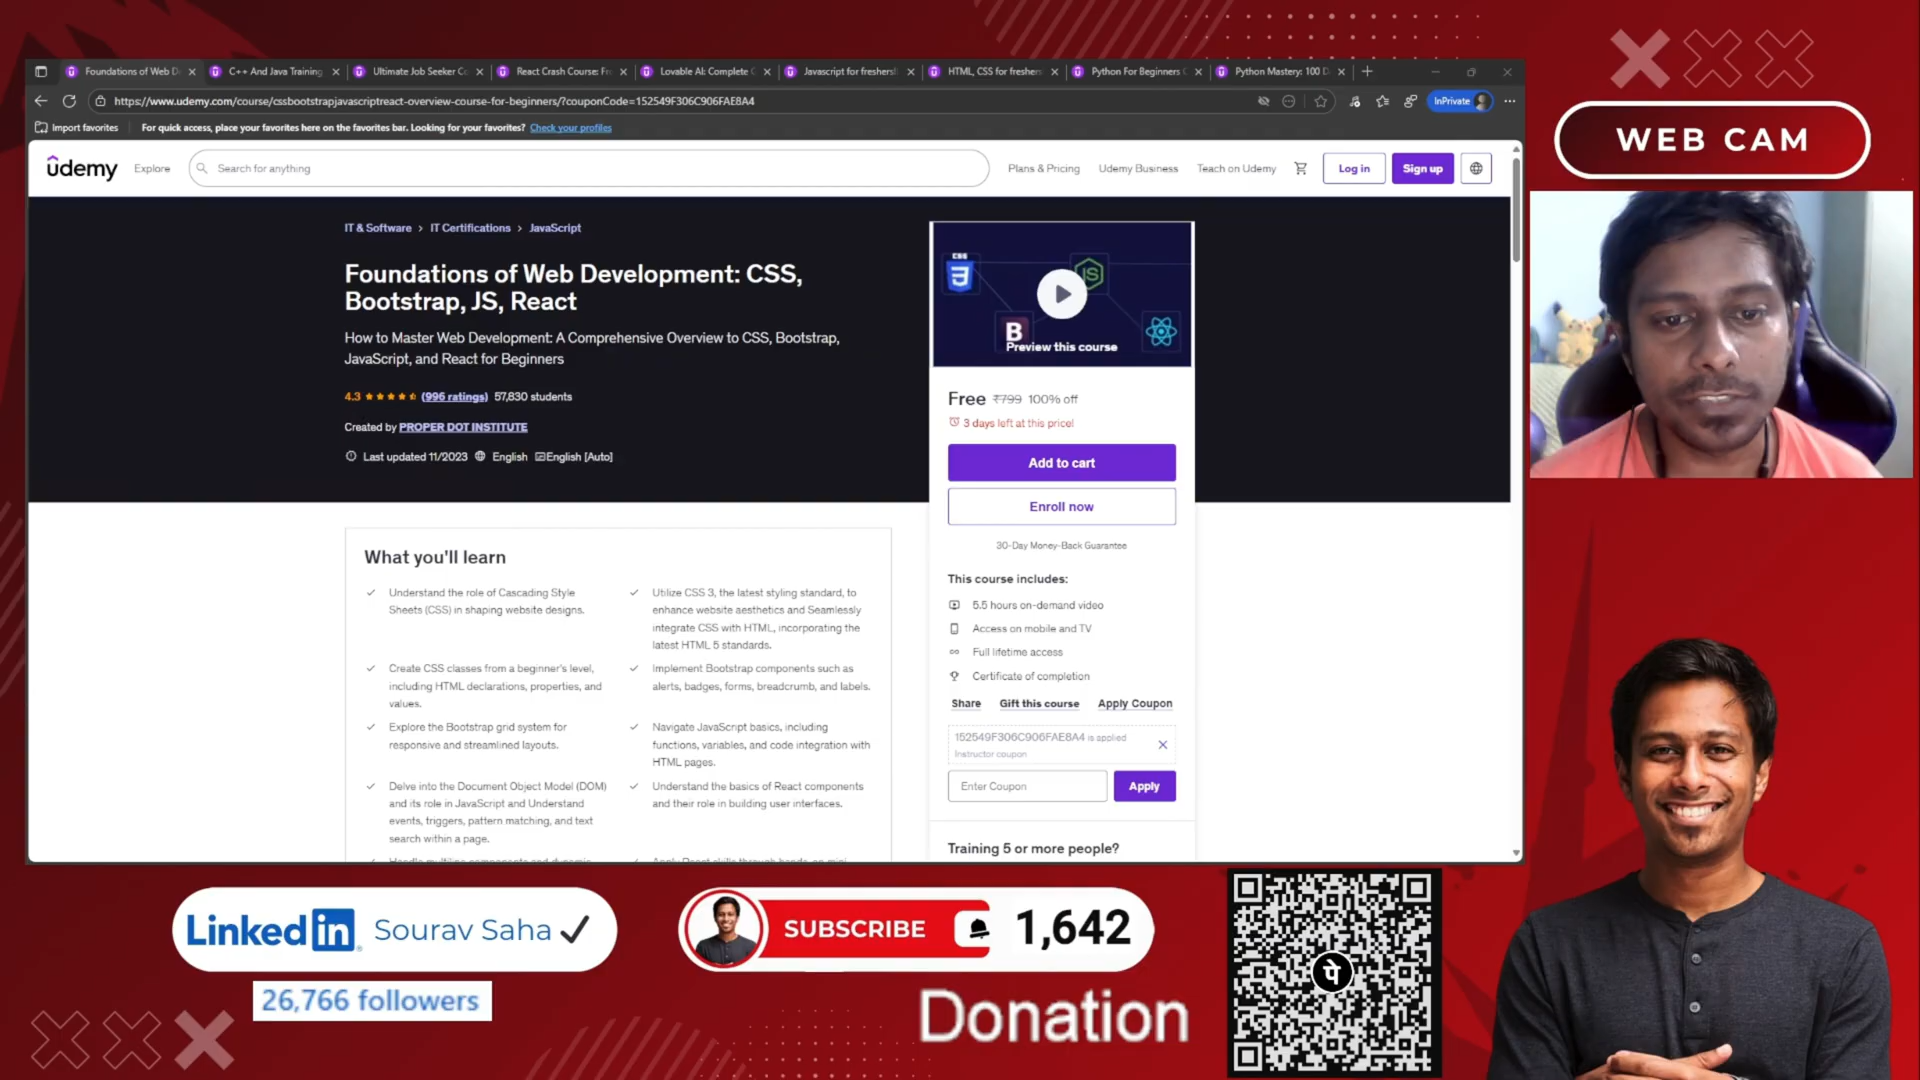 Foundations of Web D
C++ And Java Training
Ultimate Job Seeker Co
React Crash Course: Fr
Lovable AI: Complete C
Javascript for freshers
HTML, CSS for freshers
Python For Beginners C
Python Mastery: 100 D
https://www.udemy.com/course/cssbootstrapjavascriptreact-overview-course-for-beginners/?couponCode=152549F306C906FAE8A4
InPrivate
Import favorites
For quick access, place your favorites here on the favorites bar. Looking for your favorites? Check your profiles
udemy
Explore
Search for anything
Plans & Pricing
Udemy Business
Teach on Udemy
Log in
Sign up
IT & Software > IT Certifications > JavaScript
Foundations of Web Development: CSS,
Bootstrap, JS, React
How to Master Web Development: A Comprehensive Overview to CSS, Bootstrap,
JavaScript, and React for Beginners
4.3 (996 ratings) 57,830 students
Created by PROPER DOT INSTITUTE
Last updated 11/2023 English English [Auto]
CSS
3
JS
B
Preview this course
Free ₹799 100% off
3 days left at this price!
Add to cart
Enroll now
30-Day Money-Back Guarantee
This course includes:
5.5 hours on-demand video
Access on mobile and TV
Full lifetime access
Certificate of completion
Share
Gift this course
Apply Coupon
152549F306C906FAE8A4 is applied
Instructor coupon
Enter Coupon
Apply
Training 5 or more people?
What you'll learn
Understand the role of Cascading Style
Sheets (CSS) in shaping website designs.
Utilize CSS 3, the latest styling standard, to
enhance website aesthetics and Seamlessly
integrate CSS with HTML, incorporating the
latest HTML 5 standards.
Create CSS classes from a beginner's level,
including HTML declarations, properties, and
values.
Implement Bootstrap components such as
alerts, badges, forms, breadcrumb, and labels.
Explore the Bootstrap grid system for
responsive and streamlined layouts.
Navigate JavaScript basics, including
functions, variables, and code integration with
HTML pages.
Delve into the Document Object Model (DOM)
and its role in JavaScript and Understand
events, triggers, pattern matching, and text
search within a page.
Understand the basics of React components
and their role in building user interfaces.
WEB CAM
Linked in Sourav Saha
26,766 followers
SUBSCRIBE
1,642
Donation
पे